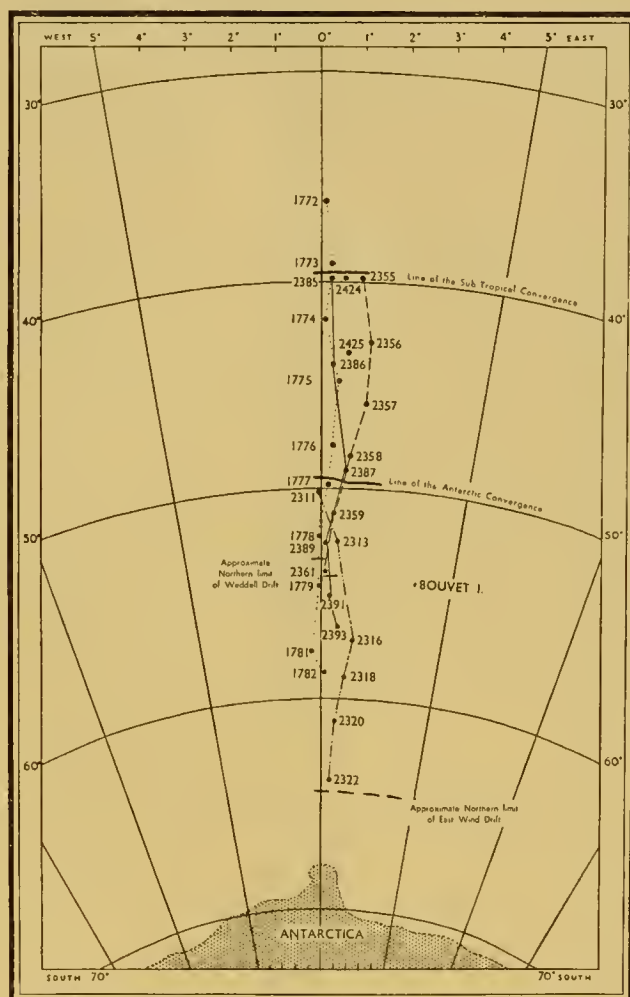 WEST 5° 4° 3° 2° 1° 0° 1° 2° 3° 4° 5° EAST
30° 30°
1772
1773
2385 2424 2355 Line of the Sub Tropical Convergence
1774
40° 40°
2425 2356
2386
1775
2357
1776
2358
2387
1777 Line of the Antarctic Convergence
2311
2359
1778 2313
50° 50°
2389
Approximate
Northern limit
of Weddell Drift
2361
1779
BOUVET I.
2391
2393
2316
1781
1782 2318
2320
60° 60°
2322
Approximate Northern limit
of East Wind Drift
ANTARCTICA
SOUTH 70° 70° SOUTH